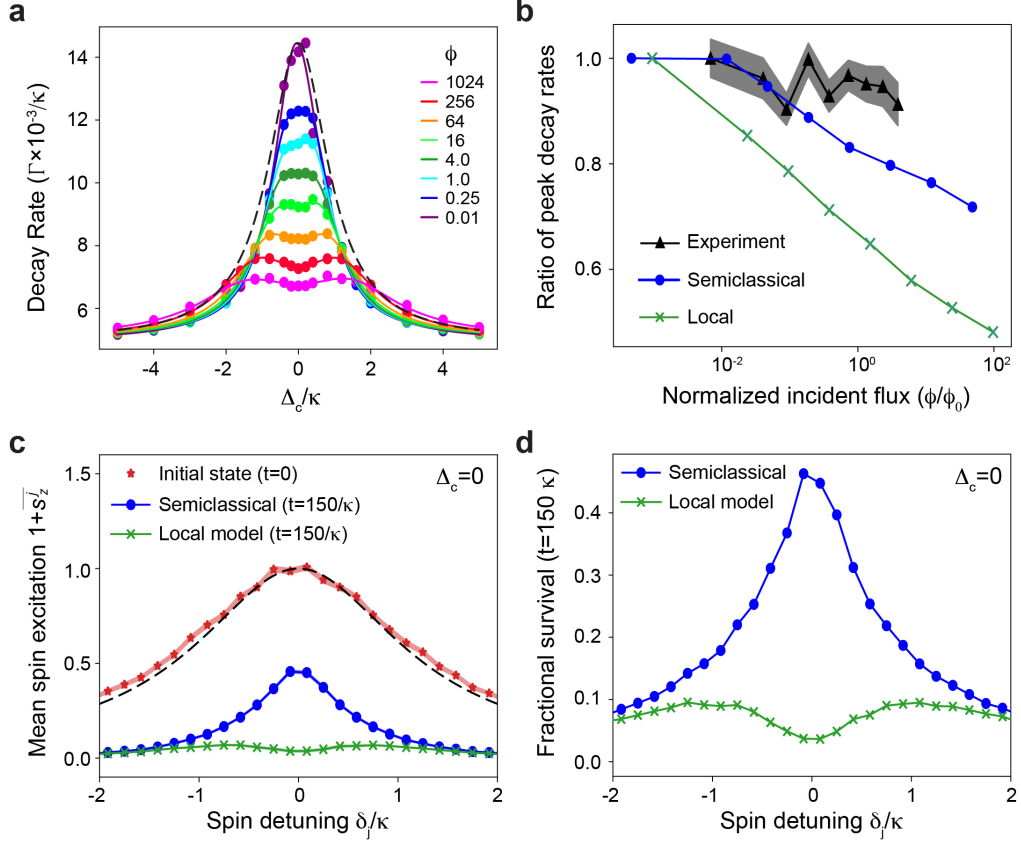 a
Decay Rate (Γ×10⁻³/κ)
14
12
10
8
6
-4
-2
0
2
4
Δc/κ
ϕ
1024
256
64
16
4.0
1.0
0.25
0.01
b
Ratio of peak decay rates
1.0
0.8
0.6
Experiment
Semiclassical
Local
10⁻²
10⁰
10²
Normalized incident flux (ϕ/ϕ₀)
c
Mean spin excitation 1+s_z^j
1.5
1.0
0.5
0.0
Initial state (t=0)
Semiclassical (t=150/κ)
Local model (t=150/κ)
Δc=0
-2
-1
0
1
2
Spin detuning δj/κ
d
Fractional survival (t=150 κ)
0.4
0.3
0.2
0.1
0.0
Semiclassical
Local model
Δc=0
-2
-1
0
1
2
Spin detuning δj/κ